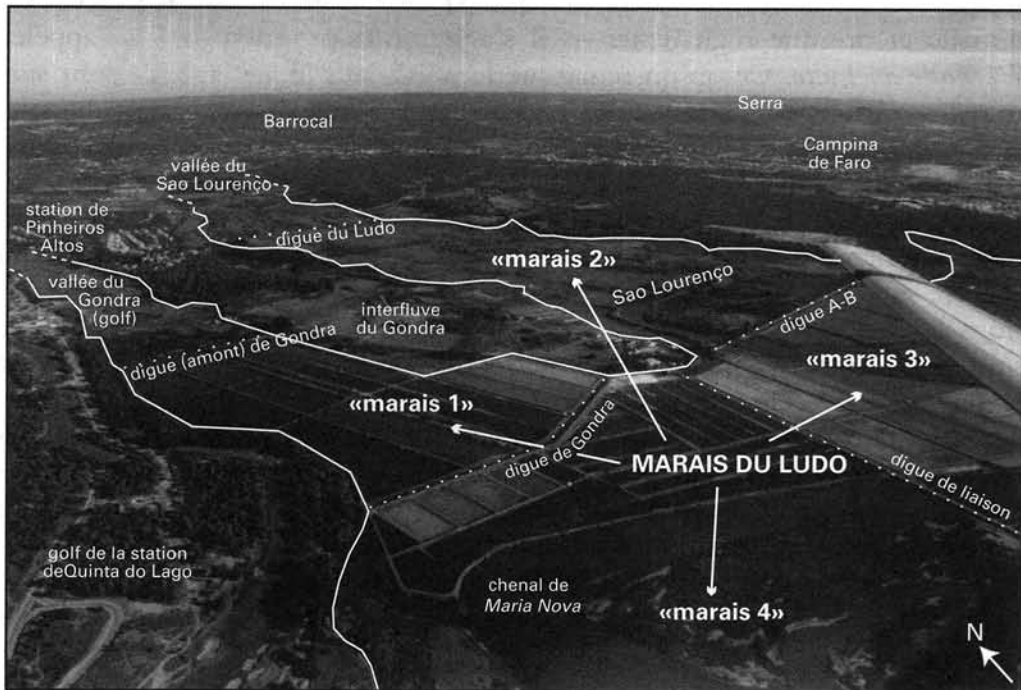 Serra
Barrocal
Campina
de Faro
vallée du
Sao Lourenço
station de
Pinheiros
Altos
digue du Ludo
«marais 2»
Sao Lourenço
vallée du
Gondra
(golf)
interfluve
du Gondra
digue A-B
digue (amont) de Gondra
«marais 3»
«marais 1»
digue de Gondra
MARAIS DU LUDO
digue de liaison
golf de la station
deQuinta do Lago
chenal de
Maria Nova
«marais 4»
N